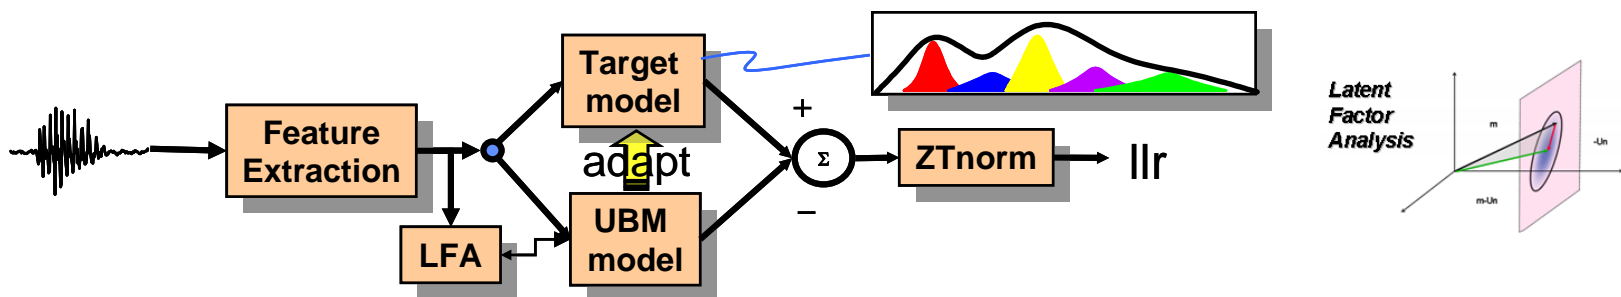 Feature
Extraction
LFA
Target
model
adapt
UBM
model
+
Σ
−
ZTnorm
llr
Latent
Factor
Analysis
m
-Un
m-Un